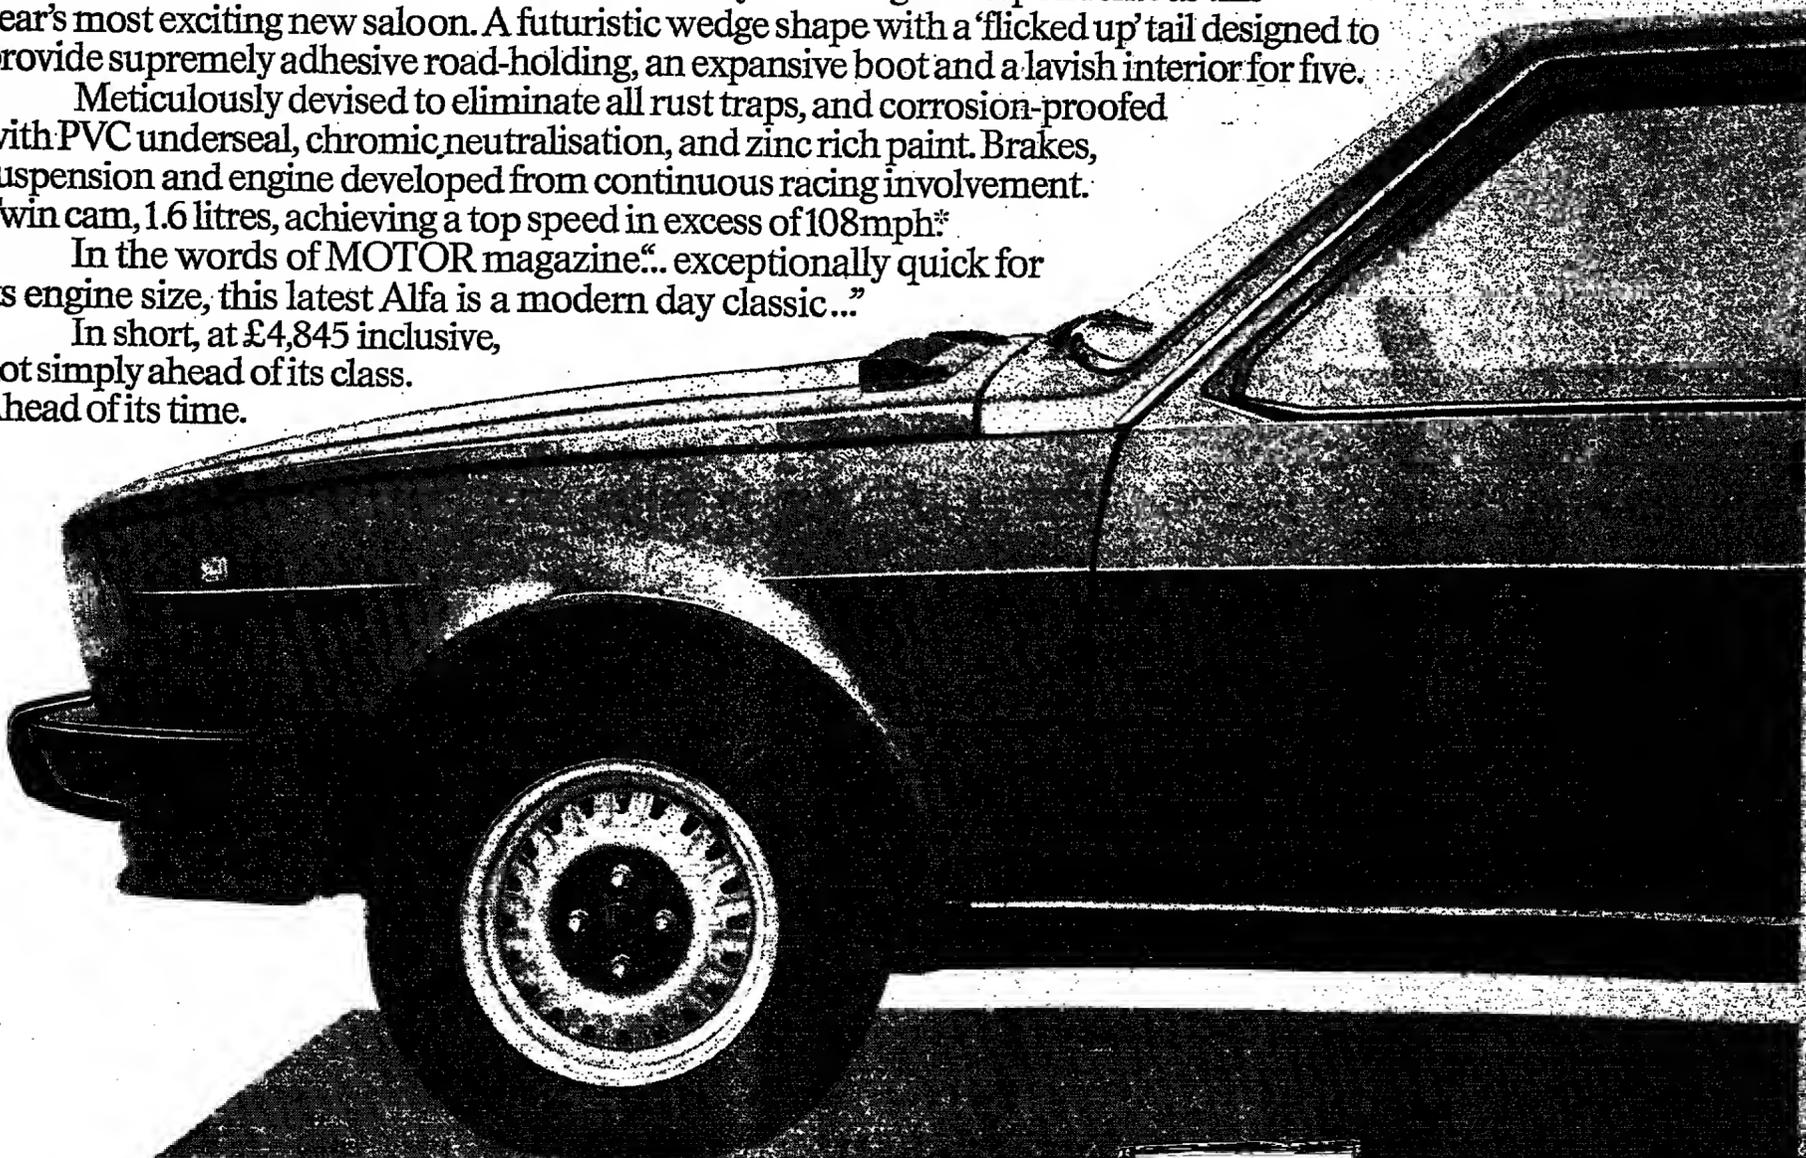 ear's most exciting new saloon. A futuristic wedge shape with a 'flicked up' tail designed to
rovide supremely adhesive road-holding, an expansive boot and a lavish interior for five.
Meticulously devised to eliminate all rust traps, and corrosion-proofed
with PVC underseal, chromic neutralisation, and zinc rich paint. Brakes,
uspension and engine developed from continuous racing involvement.
win cam, 1.6 litres, achieving a top speed in excess of 108mph*.
In the words of MOTOR magazine "... exceptionally quick for
s engine size, this latest Alfa is a modern day classic..."
In short, at £4,845 inclusive,
ot simply ahead of its class.
head of its time.